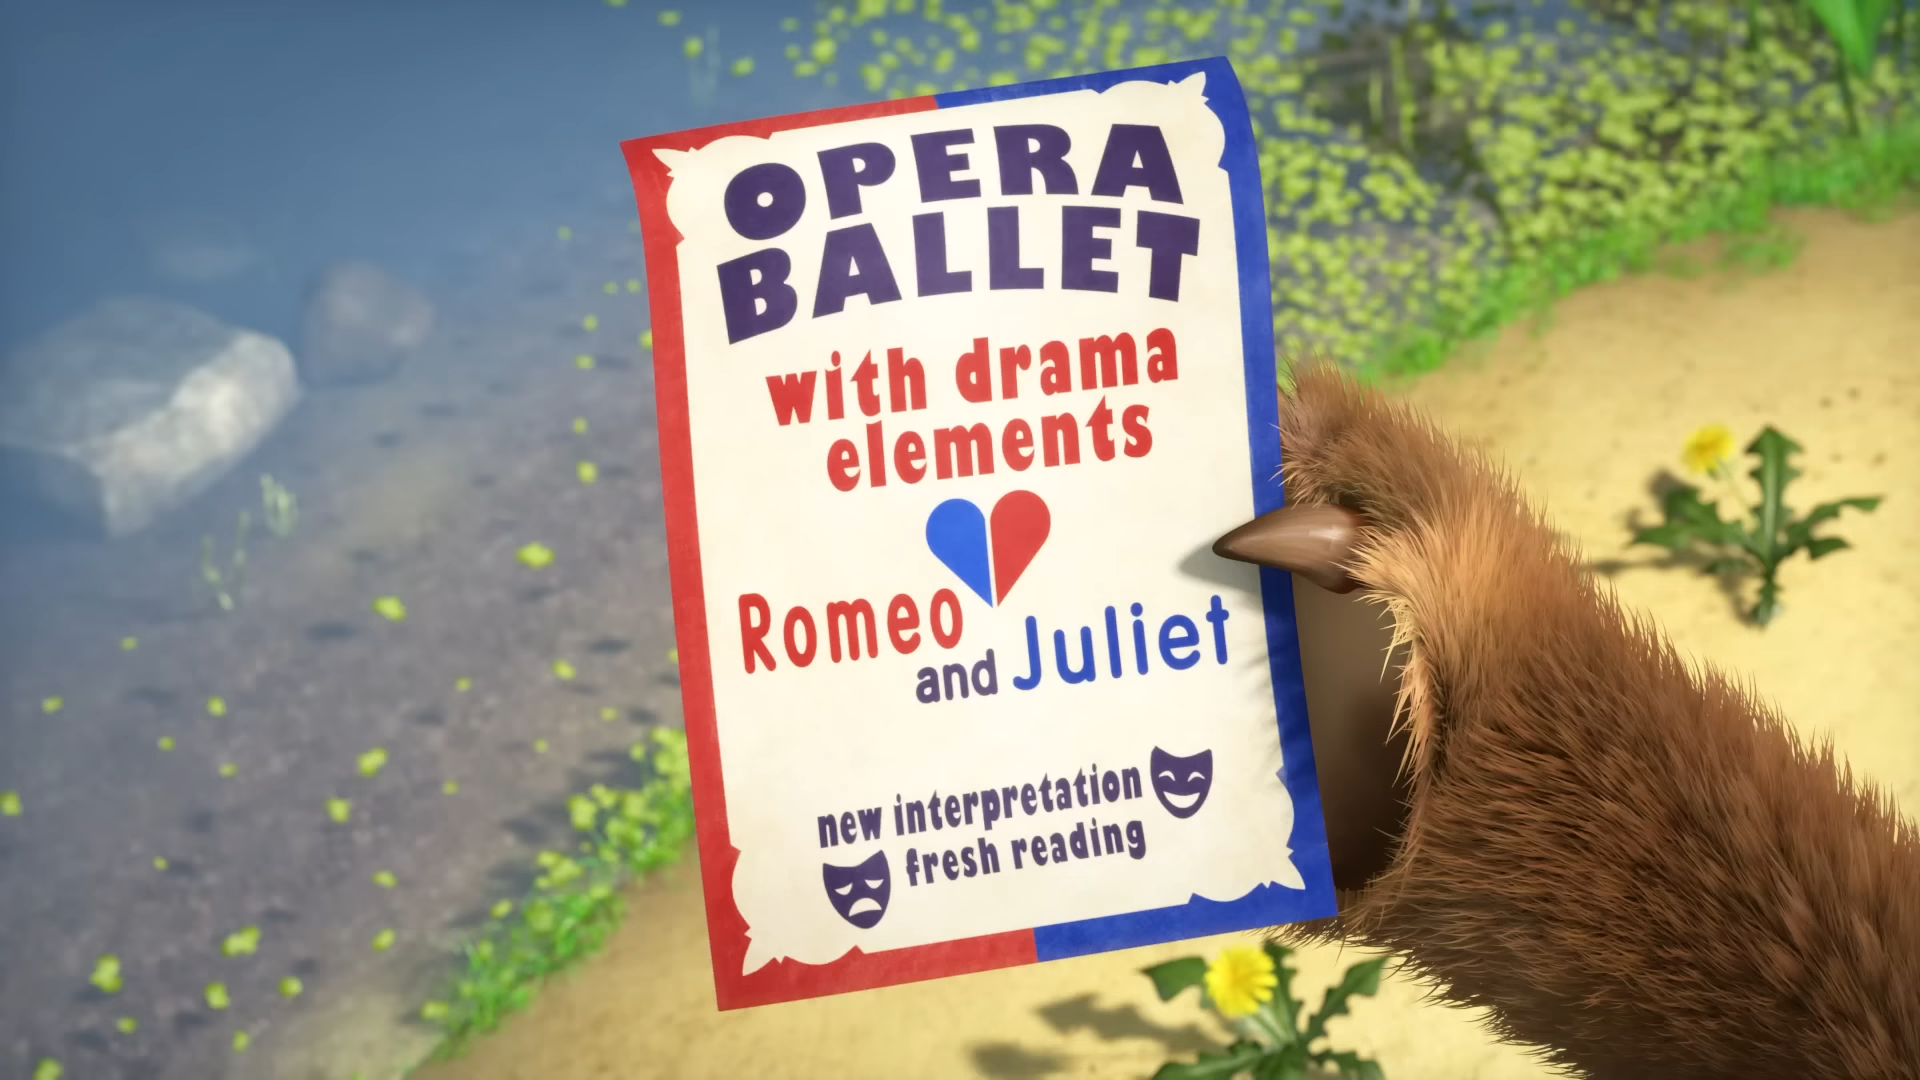 OPERA
BALLET
with drama
elements
Romeo
and Juliet
new interpretation
fresh reading